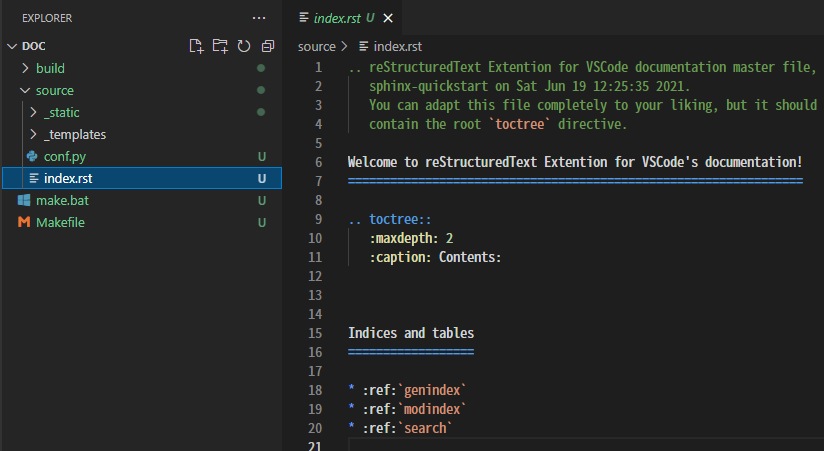 EXPLORER
DOC
build
source
_static
_templates
conf.py U
index.rst U
make.bat U
Makefile U
index.rst U
source > index.rst
1 .. reStructuredText Extention for VSCode documentation master file,
2 sphinx-quickstart on Sat Jun 19 12:25:35 2021.
3 You can adapt this file completely to your liking, but it should
4 contain the root `toctree` directive.
5
6 Welcome to reStructuredText Extention for VSCode's documentation!
7 =================================================================
8
9 .. toctree::
10 :maxdepth: 2
11 :caption: Contents:
12
13
14
15 Indices and tables
16 ==================
17
18 * :ref:`genindex`
19 * :ref:`modindex`
20 * :ref:`search`
21